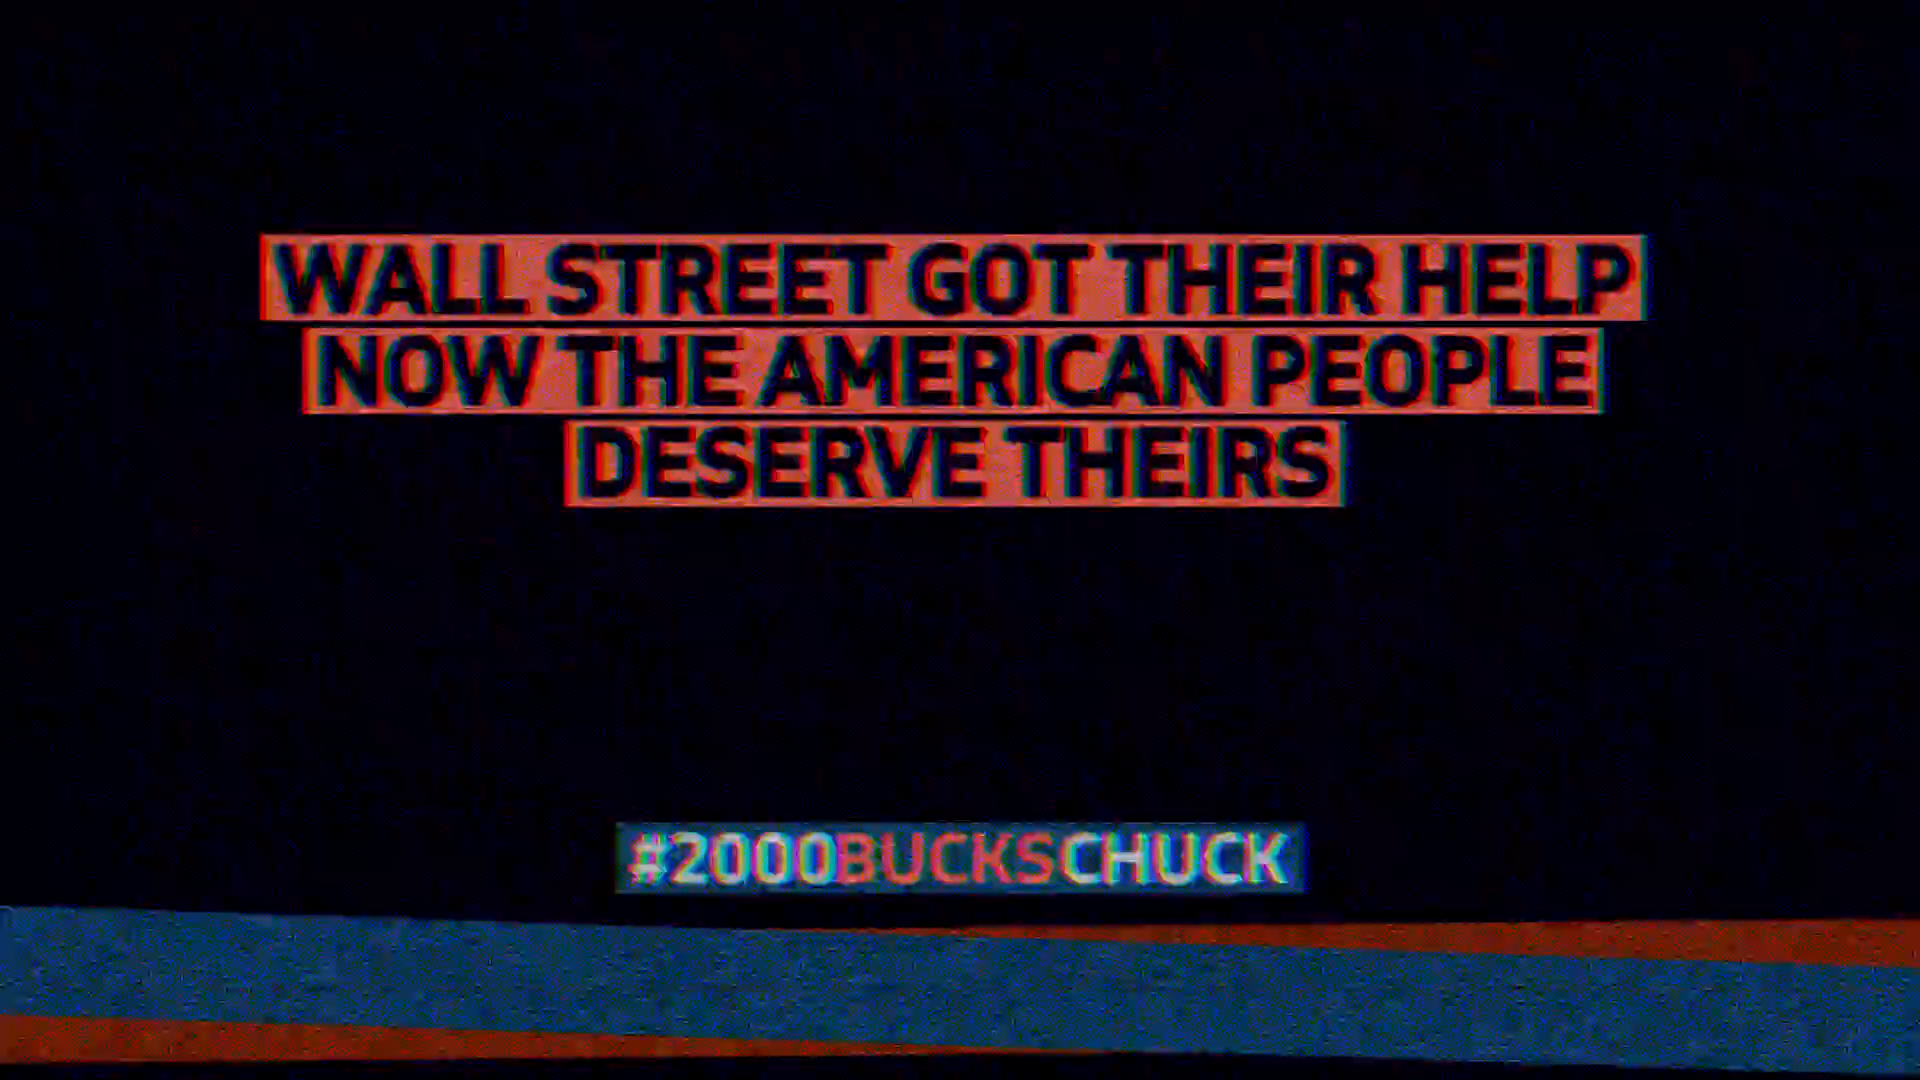 WALL STREET GOT THEIR HELP
NOW THE AMERICAN PEOPLE
DESERVE THEIRS
#2000BUCKSCHUCK